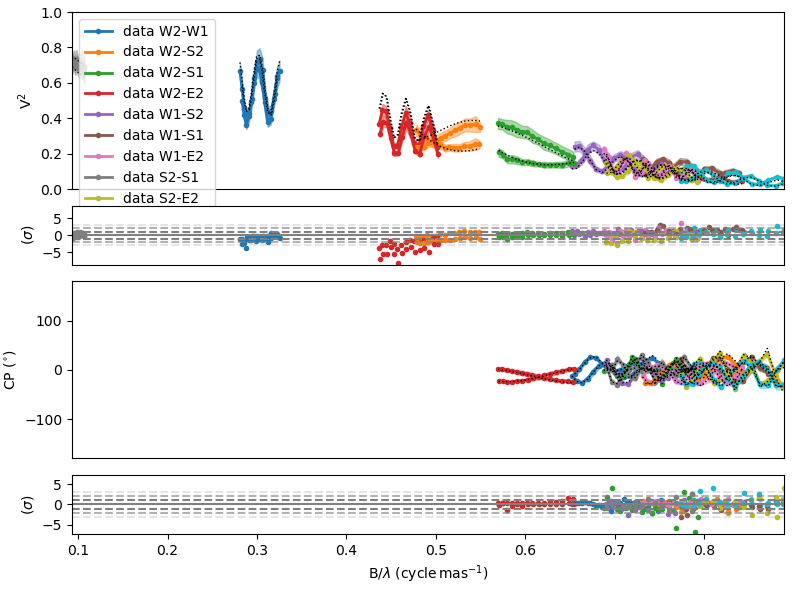 1.0
0.8
0.6
0.4
0.2
0.0
V²
data W2-W1
data W2-S2
data W2-S1
data W2-E2
data W1-S2
data W1-S1
data W1-E2
data S2-S1
data S2-E2
5
0
−5
(σ)
100
0
−100
CP (°)
5
0
−5
(σ)
0.1 0.2 0.3 0.4 0.5 0.6 0.7 0.8
B/λ (cycle mas⁻¹)